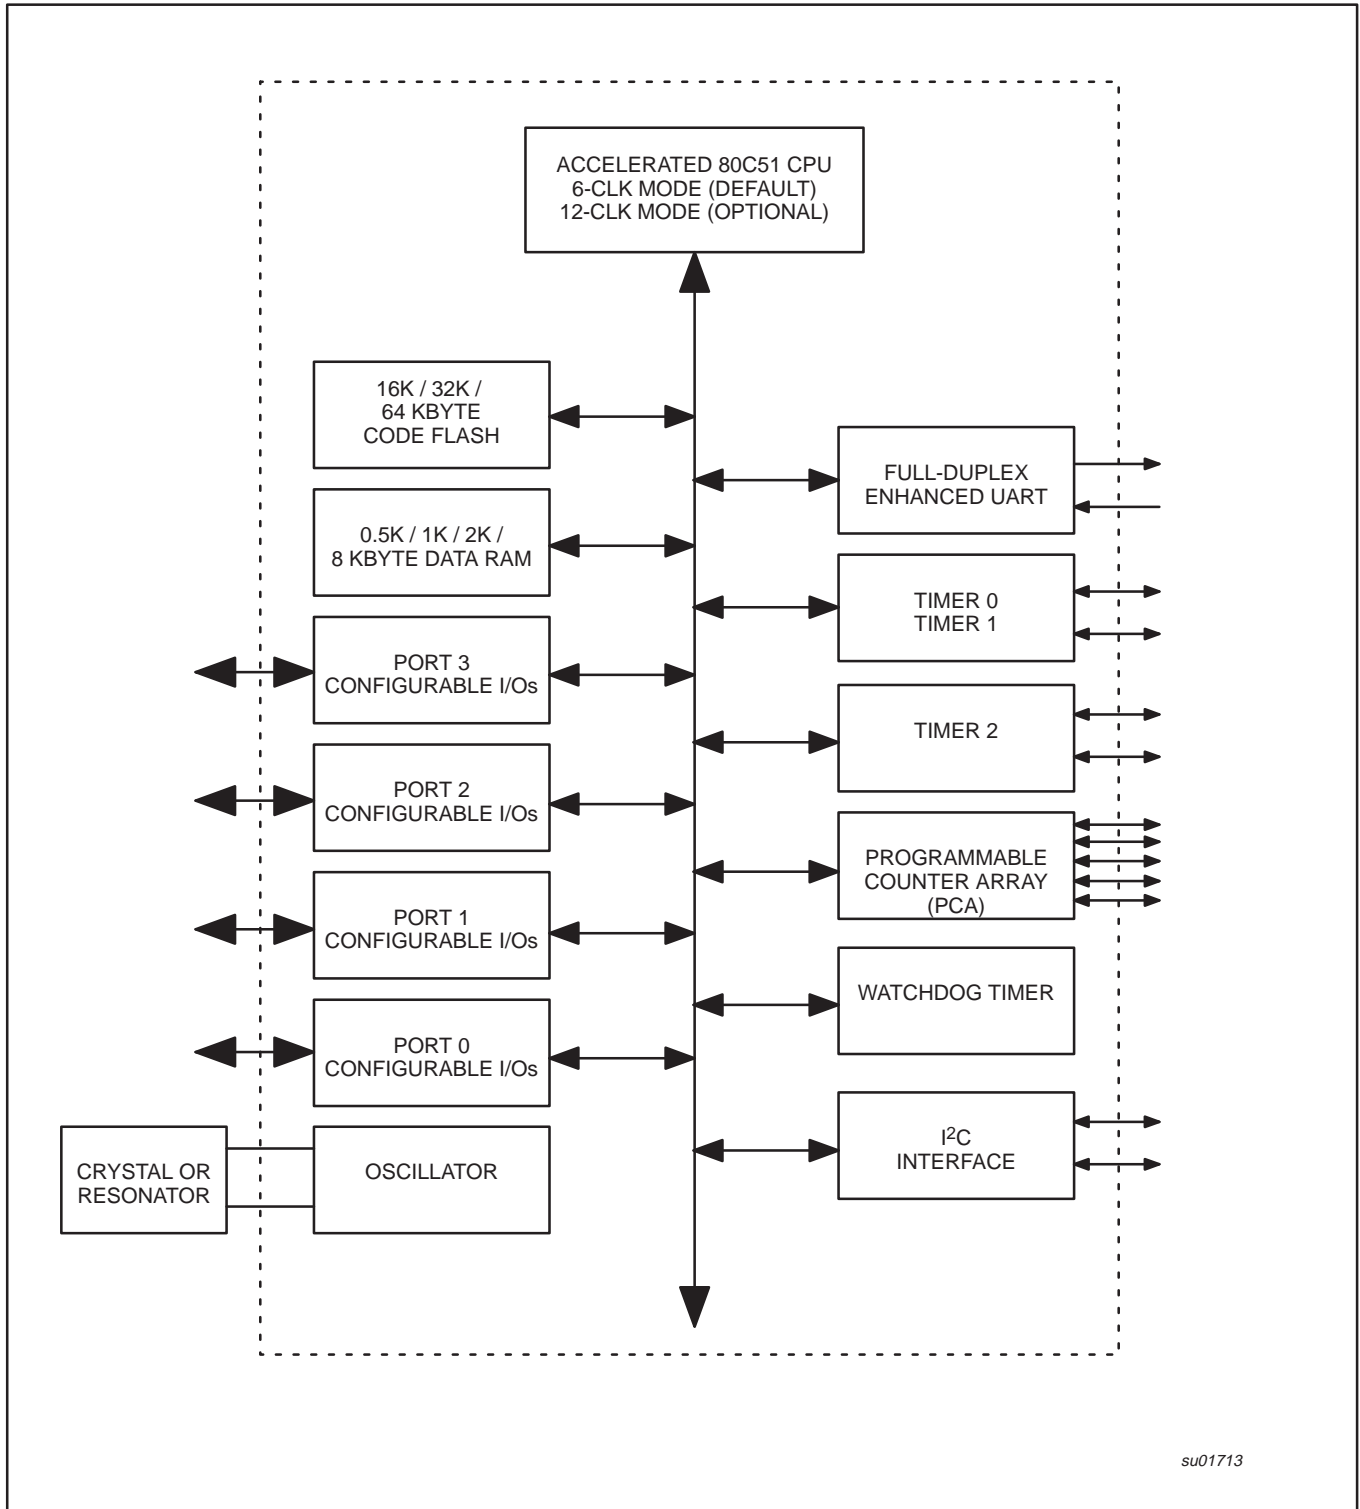 ACCELERATED 80C51 CPU
6-CLK MODE (DEFAULT)
12-CLK MODE (OPTIONAL)
16K / 32K /
64 KBYTE
CODE FLASH
0.5K / 1K / 2K /
8 KBYTE DATA RAM
PORT 3
CONFIGURABLE I/Os
PORT 2
CONFIGURABLE I/Os
PORT 1
CONFIGURABLE I/Os
PORT 0
CONFIGURABLE I/Os
CRYSTAL OR
RESONATOR
OSCILLATOR
FULL-DUPLEX
ENHANCED UART
TIMER 0
TIMER 1
TIMER 2
PROGRAMMABLE
COUNTER ARRAY
(PCA)
WATCHDOG TIMER
I²C
INTERFACE
su01713